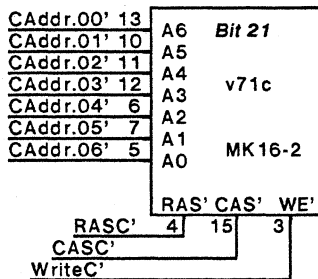 CAddr.00' 13 A6 Bit 21
CAddr.01' 10 A5
CAddr.02' 11 A4 v71c
CAddr.03' 12 A3
CAddr.04' 6 A2
CAddr.05' 7 A1
CAddr.06' 5 A0 MK16-2
RAS' CAS' WE'
RASC' 4 15 3
CASC'
WriteC'